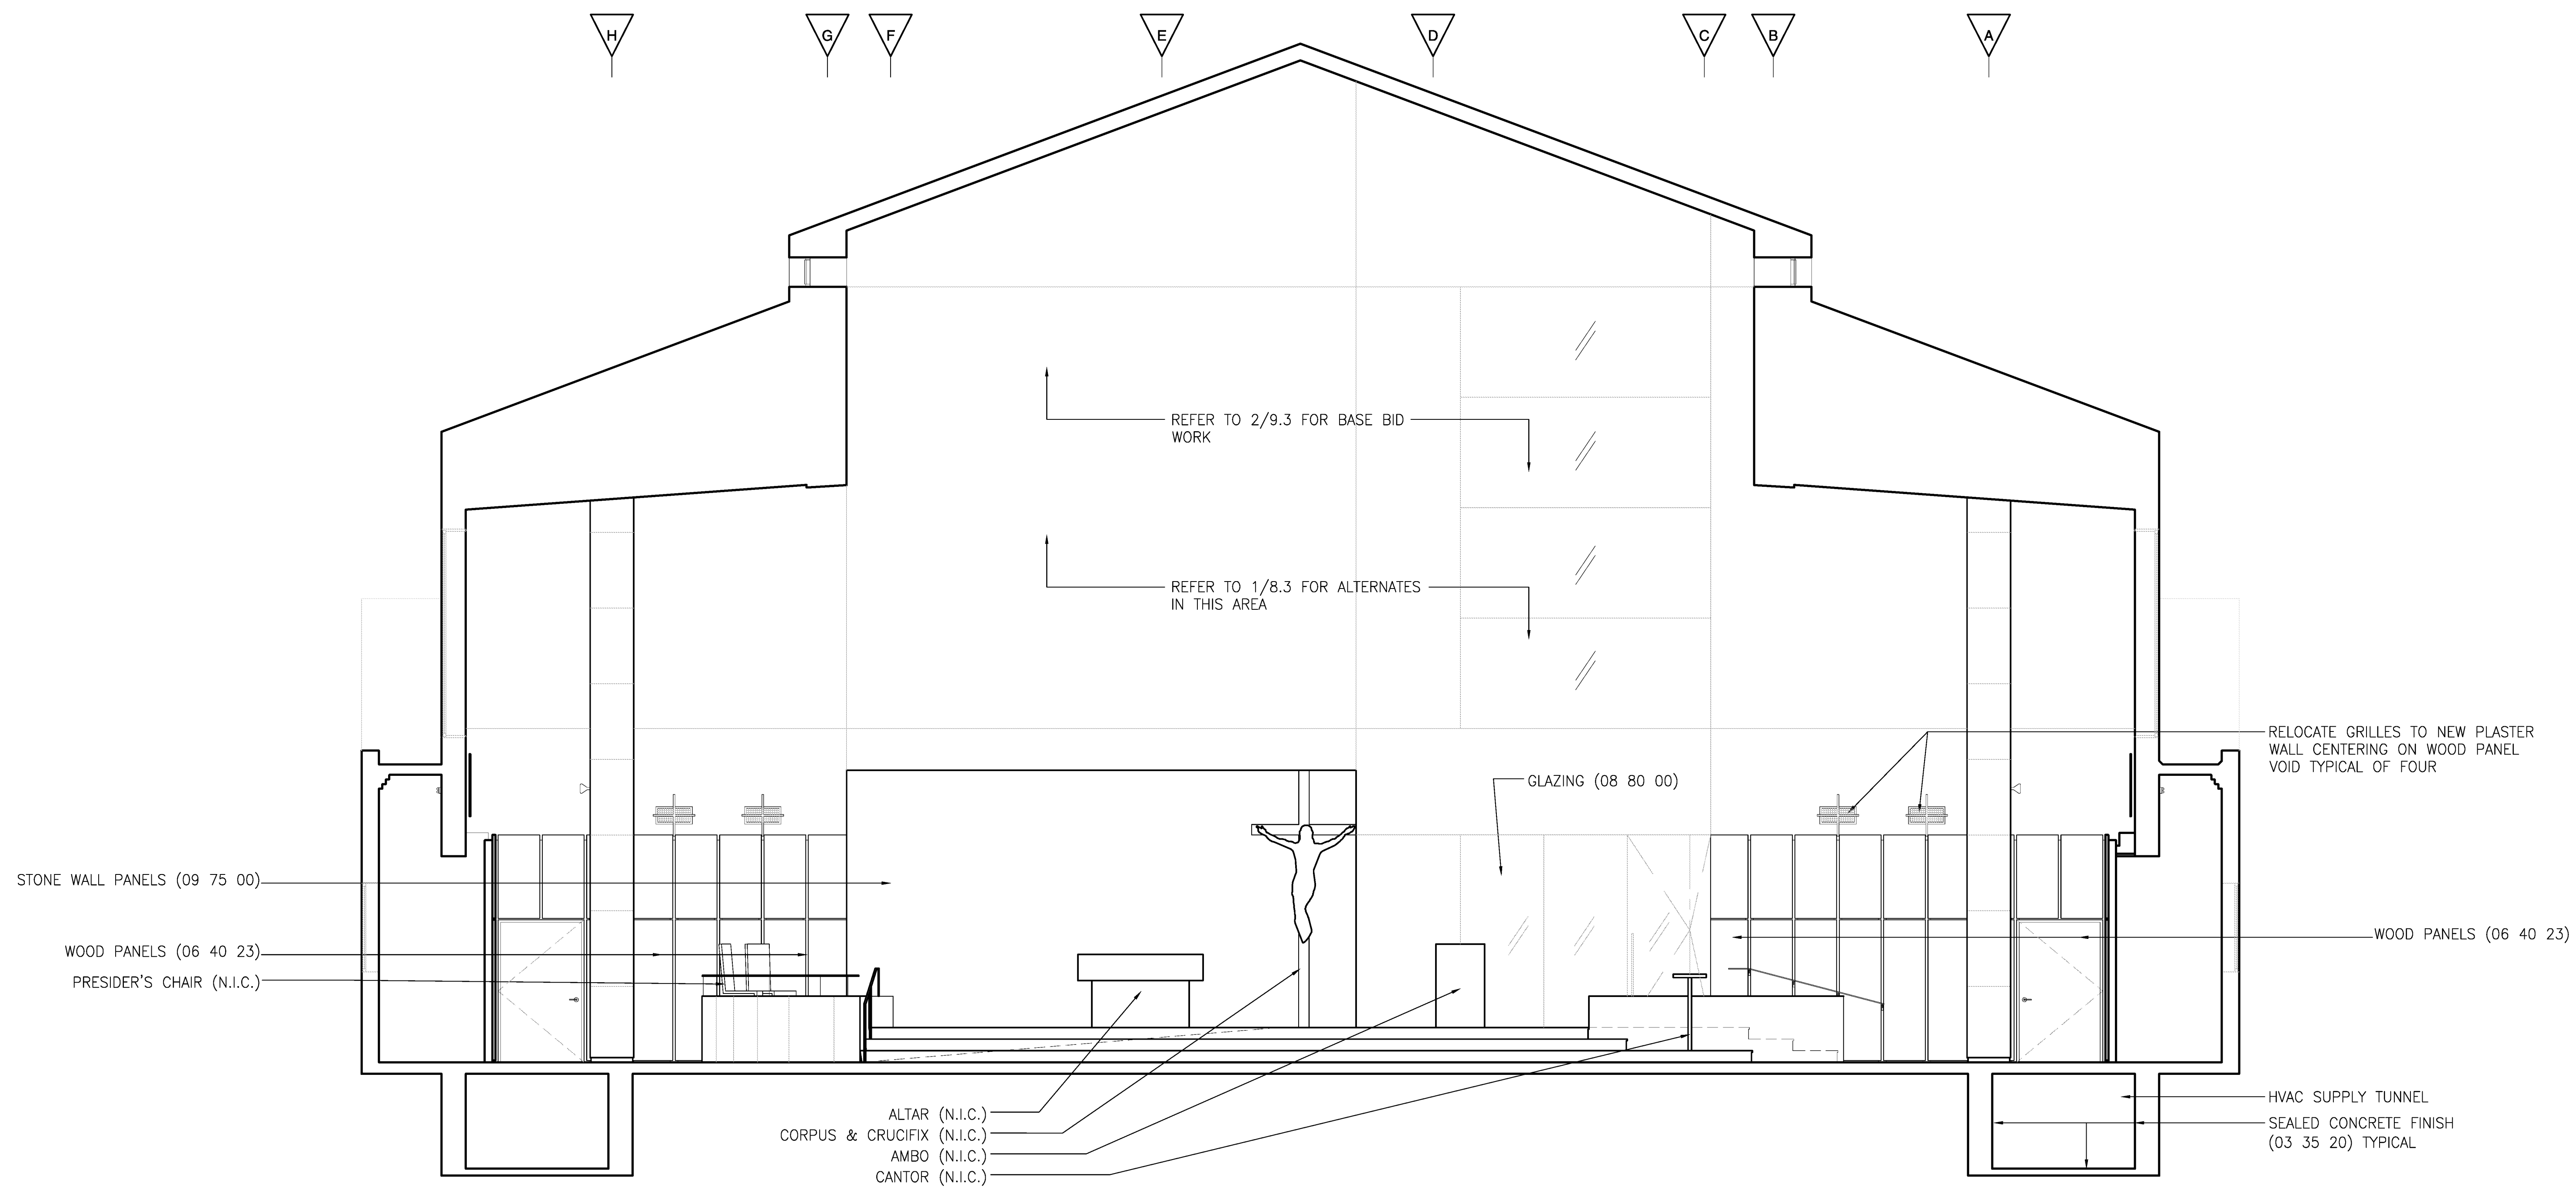 H
G
F
E
D
C
B
A
REFER TO 2/9.3 FOR BASE BID
WORK
REFER TO 1/8.3 FOR ALTERNATES
IN THIS AREA
RELOCATE GRILLES TO NEW PLASTER
WALL CENTERING ON WOOD PANEL
VOID TYPICAL OF FOUR
GLAZING (08 80 00)
STONE WALL PANELS (09 75 00)
WOOD PANELS (06 40 23)
PRESIDER'S CHAIR (N.I.C.)
WOOD PANELS (06 40 23)
ALTAR (N.I.C.)
CORPUS & CRUCIFIX (N.I.C.)
AMBO (N.I.C.)
CANTOR (N.I.C.)
HVAC SUPPLY TUNNEL
SEALED CONCRETE FINISH
(03 35 20) TYPICAL